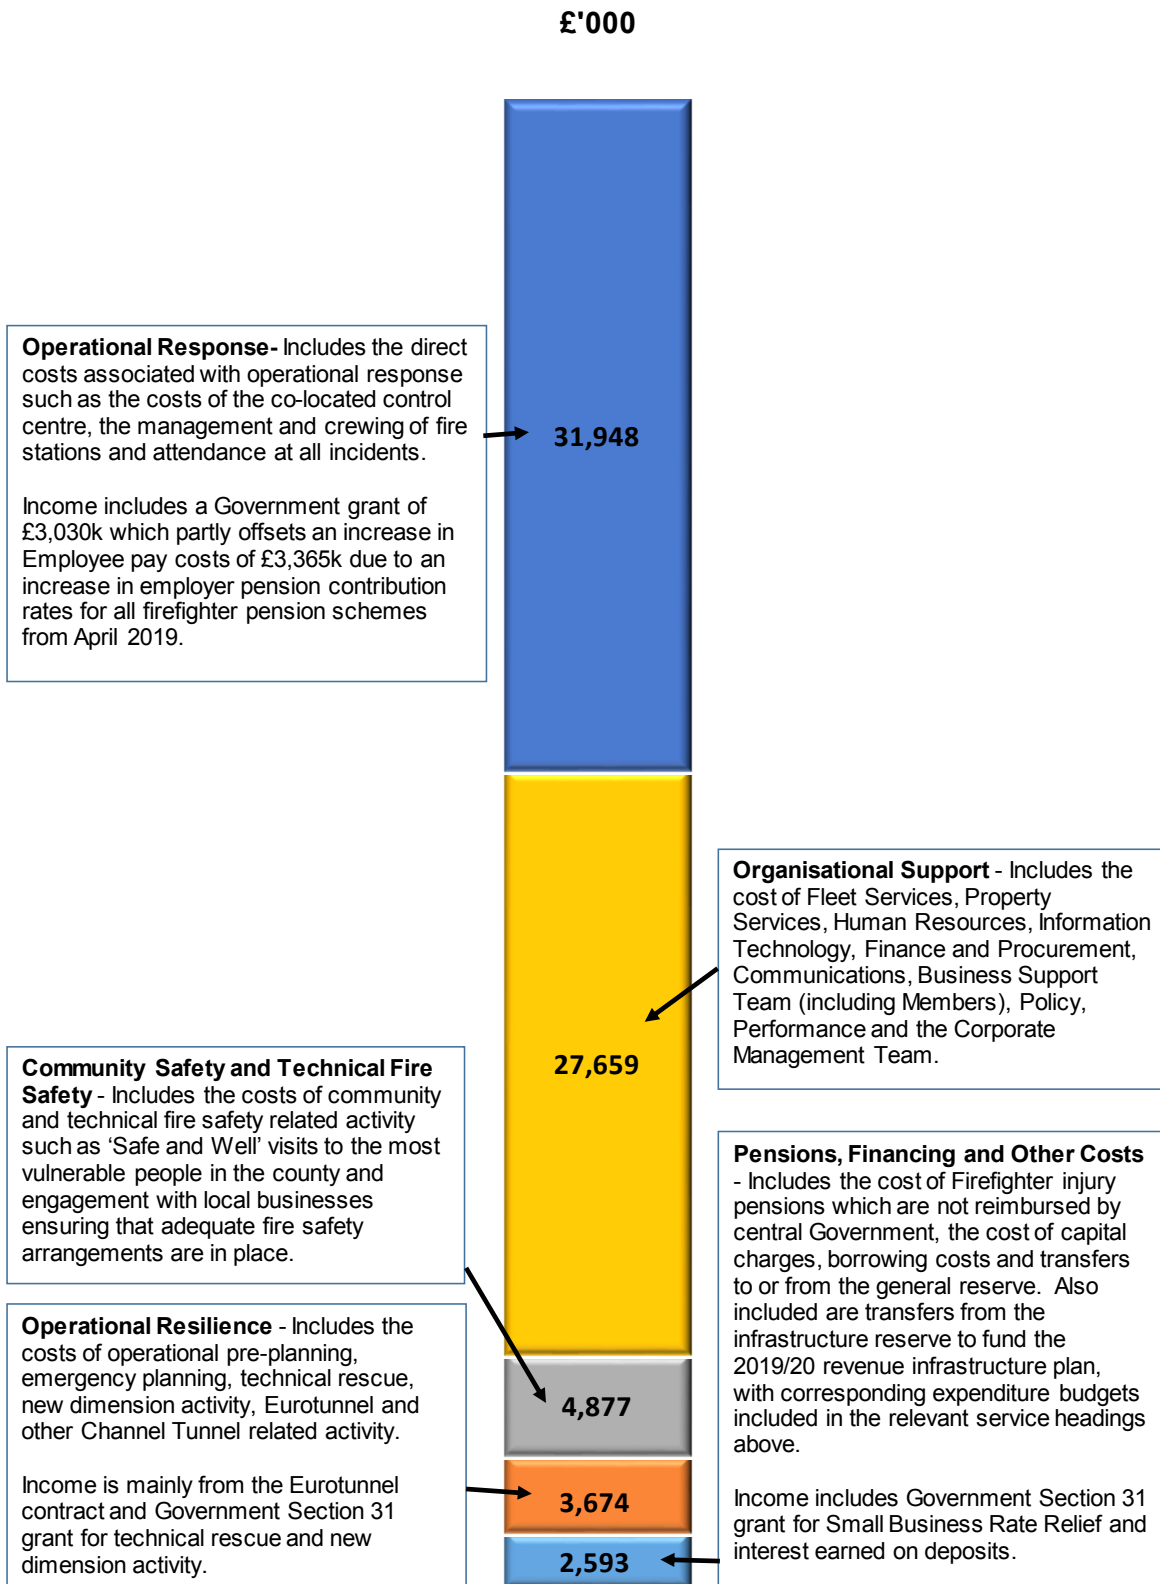 £'000
Operational Response- Includes the direct
costs associated with operational response
such as the costs of the co-located control
centre, the management and crewing of fire
stations and attendance at all incidents.
Income includes a Government grant of
£3,030k which partly offsets an increase in
Employee pay costs of £3,365k due to an
increase in employer pension contribution
rates for all firefighter pension schemes
from April 2019.
31,948
Organisational Support - Includes the
cost of Fleet Services, Property
Services, Human Resources, Information
Technology, Finance and Procurement,
Communications, Business Support
Team (including Members), Policy,
Performance and the Corporate
Management Team.
27,659
Community Safety and Technical Fire
Safety - Includes the costs of community
and technical fire safety related activity
such as ‘Safe and Well’ visits to the most
vulnerable people in the county and
engagement with local businesses
ensuring that adequate fire safety
arrangements are in place.
4,877
Pensions, Financing and Other Costs
- Includes the cost of Firefighter injury
pensions which are not reimbursed by
central Government, the cost of capital
charges, borrowing costs and transfers
to or from the general reserve. Also
included are transfers from the
infrastructure reserve to fund the
2019/20 revenue infrastructure plan,
with corresponding expenditure budgets
included in the relevant service headings
above.
Income includes Government Section 31
grant for Small Business Rate Relief and
interest earned on deposits.
Operational Resilience - Includes the
costs of operational pre-planning,
emergency planning, technical rescue,
new dimension activity, Eurotunnel and
other Channel Tunnel related activity.
Income is mainly from the Eurotunnel
contract and Government Section 31
grant for technical rescue and new
dimension activity.
3,674
2,593